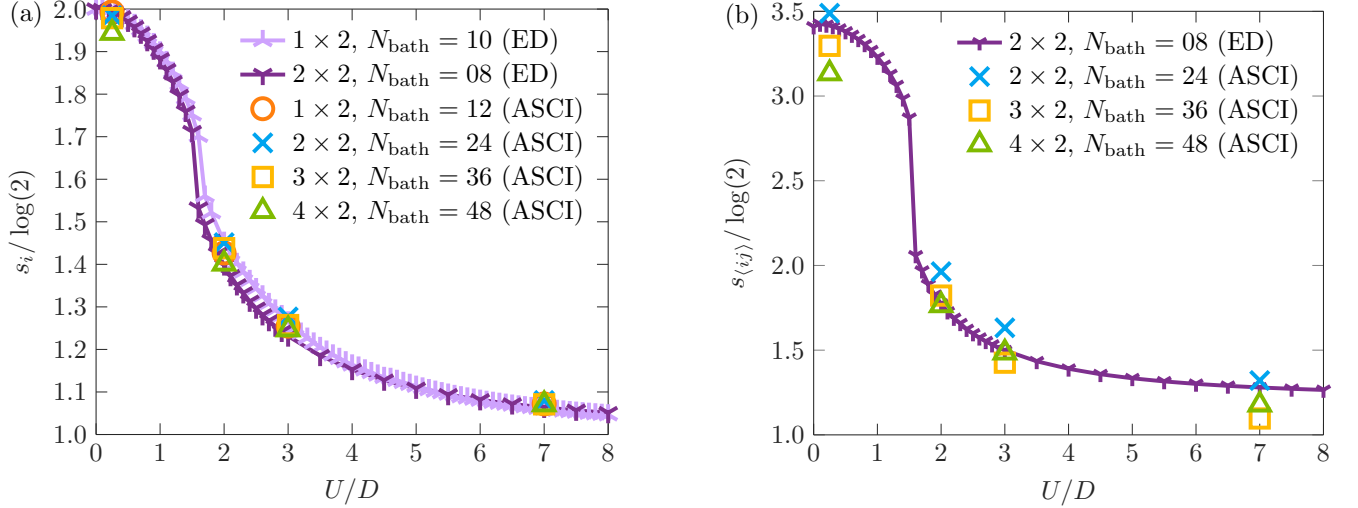 (a)
2.0
1.9
1.8
1.7
1.6
1.5
1.4
1.3
1.2
1.1
1.0
s_i / log(2)
1 × 2, N_bath = 10 (ED)
2 × 2, N_bath = 08 (ED)
1 × 2, N_bath = 12 (ASCI)
2 × 2, N_bath = 24 (ASCI)
3 × 2, N_bath = 36 (ASCI)
4 × 2, N_bath = 48 (ASCI)
0 1 2 3 4 5 6 7 8
U/D
(b)
3.5
3.0
2.5
2.0
1.5
1.0
s_⟨ij⟩ / log(2)
2 × 2, N_bath = 08 (ED)
2 × 2, N_bath = 24 (ASCI)
3 × 2, N_bath = 36 (ASCI)
4 × 2, N_bath = 48 (ASCI)
0 1 2 3 4 5 6 7 8
U/D